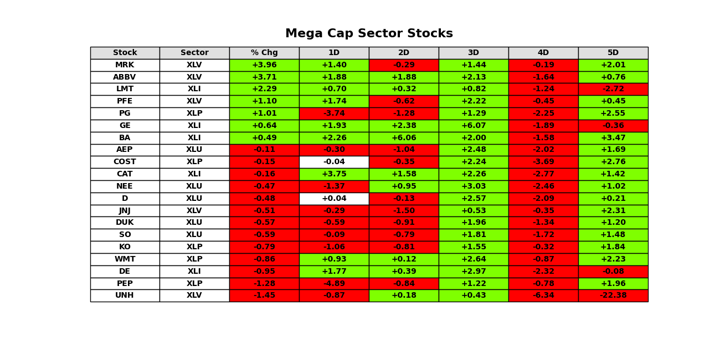 Mega Cap Sector Stocks
Stock Sector % Chg 1D 2D 3D 4D 5D
MRK XLV +3.96 +1.40 -0.29 +1.44 -0.19 +2.01
ABBV XLV +3.71 +1.88 +1.88 +2.13 -1.64 +0.76
LMT XLI +2.29 +0.70 +0.32 +0.82 -1.24 -2.72
PFE XLV +1.10 +1.74 -0.62 +2.22 -0.45 +0.45
PG XLP +1.01 -3.74 -1.28 +1.29 -2.25 +2.55
GE XLI +0.64 +1.93 +2.38 +6.07 -1.89 -0.36
BA XLI +0.49 +2.26 +6.06 +2.00 -1.58 +3.47
AEP XLU -0.11 -0.30 -1.04 +2.48 -2.02 +1.69
COST XLP -0.15 -0.04 -0.35 +2.24 -3.69 +2.76
CAT XLI -0.16 +3.75 +1.58 +2.26 -2.77 +1.42
NEE XLU -0.47 -1.37 +0.95 +3.03 -2.46 +1.02
D XLU -0.48 +0.04 -0.13 +2.57 -2.09 +0.21
JNJ XLV -0.51 -0.29 -1.50 +0.53 -0.35 +2.31
DUK XLU -0.57 -0.59 -0.91 +1.96 -1.34 +1.20
SO XLU -0.59 -0.09 -0.79 +1.81 -1.72 +1.48
KO XLP -0.79 -1.06 -0.81 +1.55 -0.32 +1.84
WMT XLP -0.86 +0.93 +0.12 +2.64 -0.87 +2.23
DE XLI -0.95 +1.77 +0.39 +2.97 -2.32 -0.08
PEP XLP -1.28 -4.89 -0.84 +1.22 -0.78 +1.96
UNH XLV -1.45 -0.87 +0.18 +0.43 -6.34 -22.38